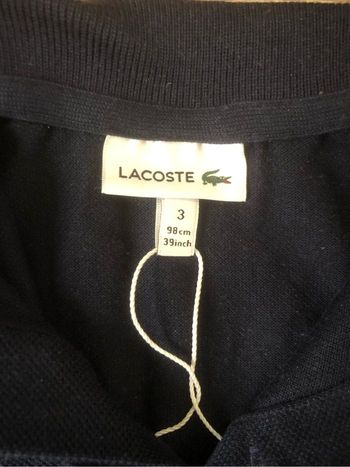 LACOSTE
3
98cm
39inch